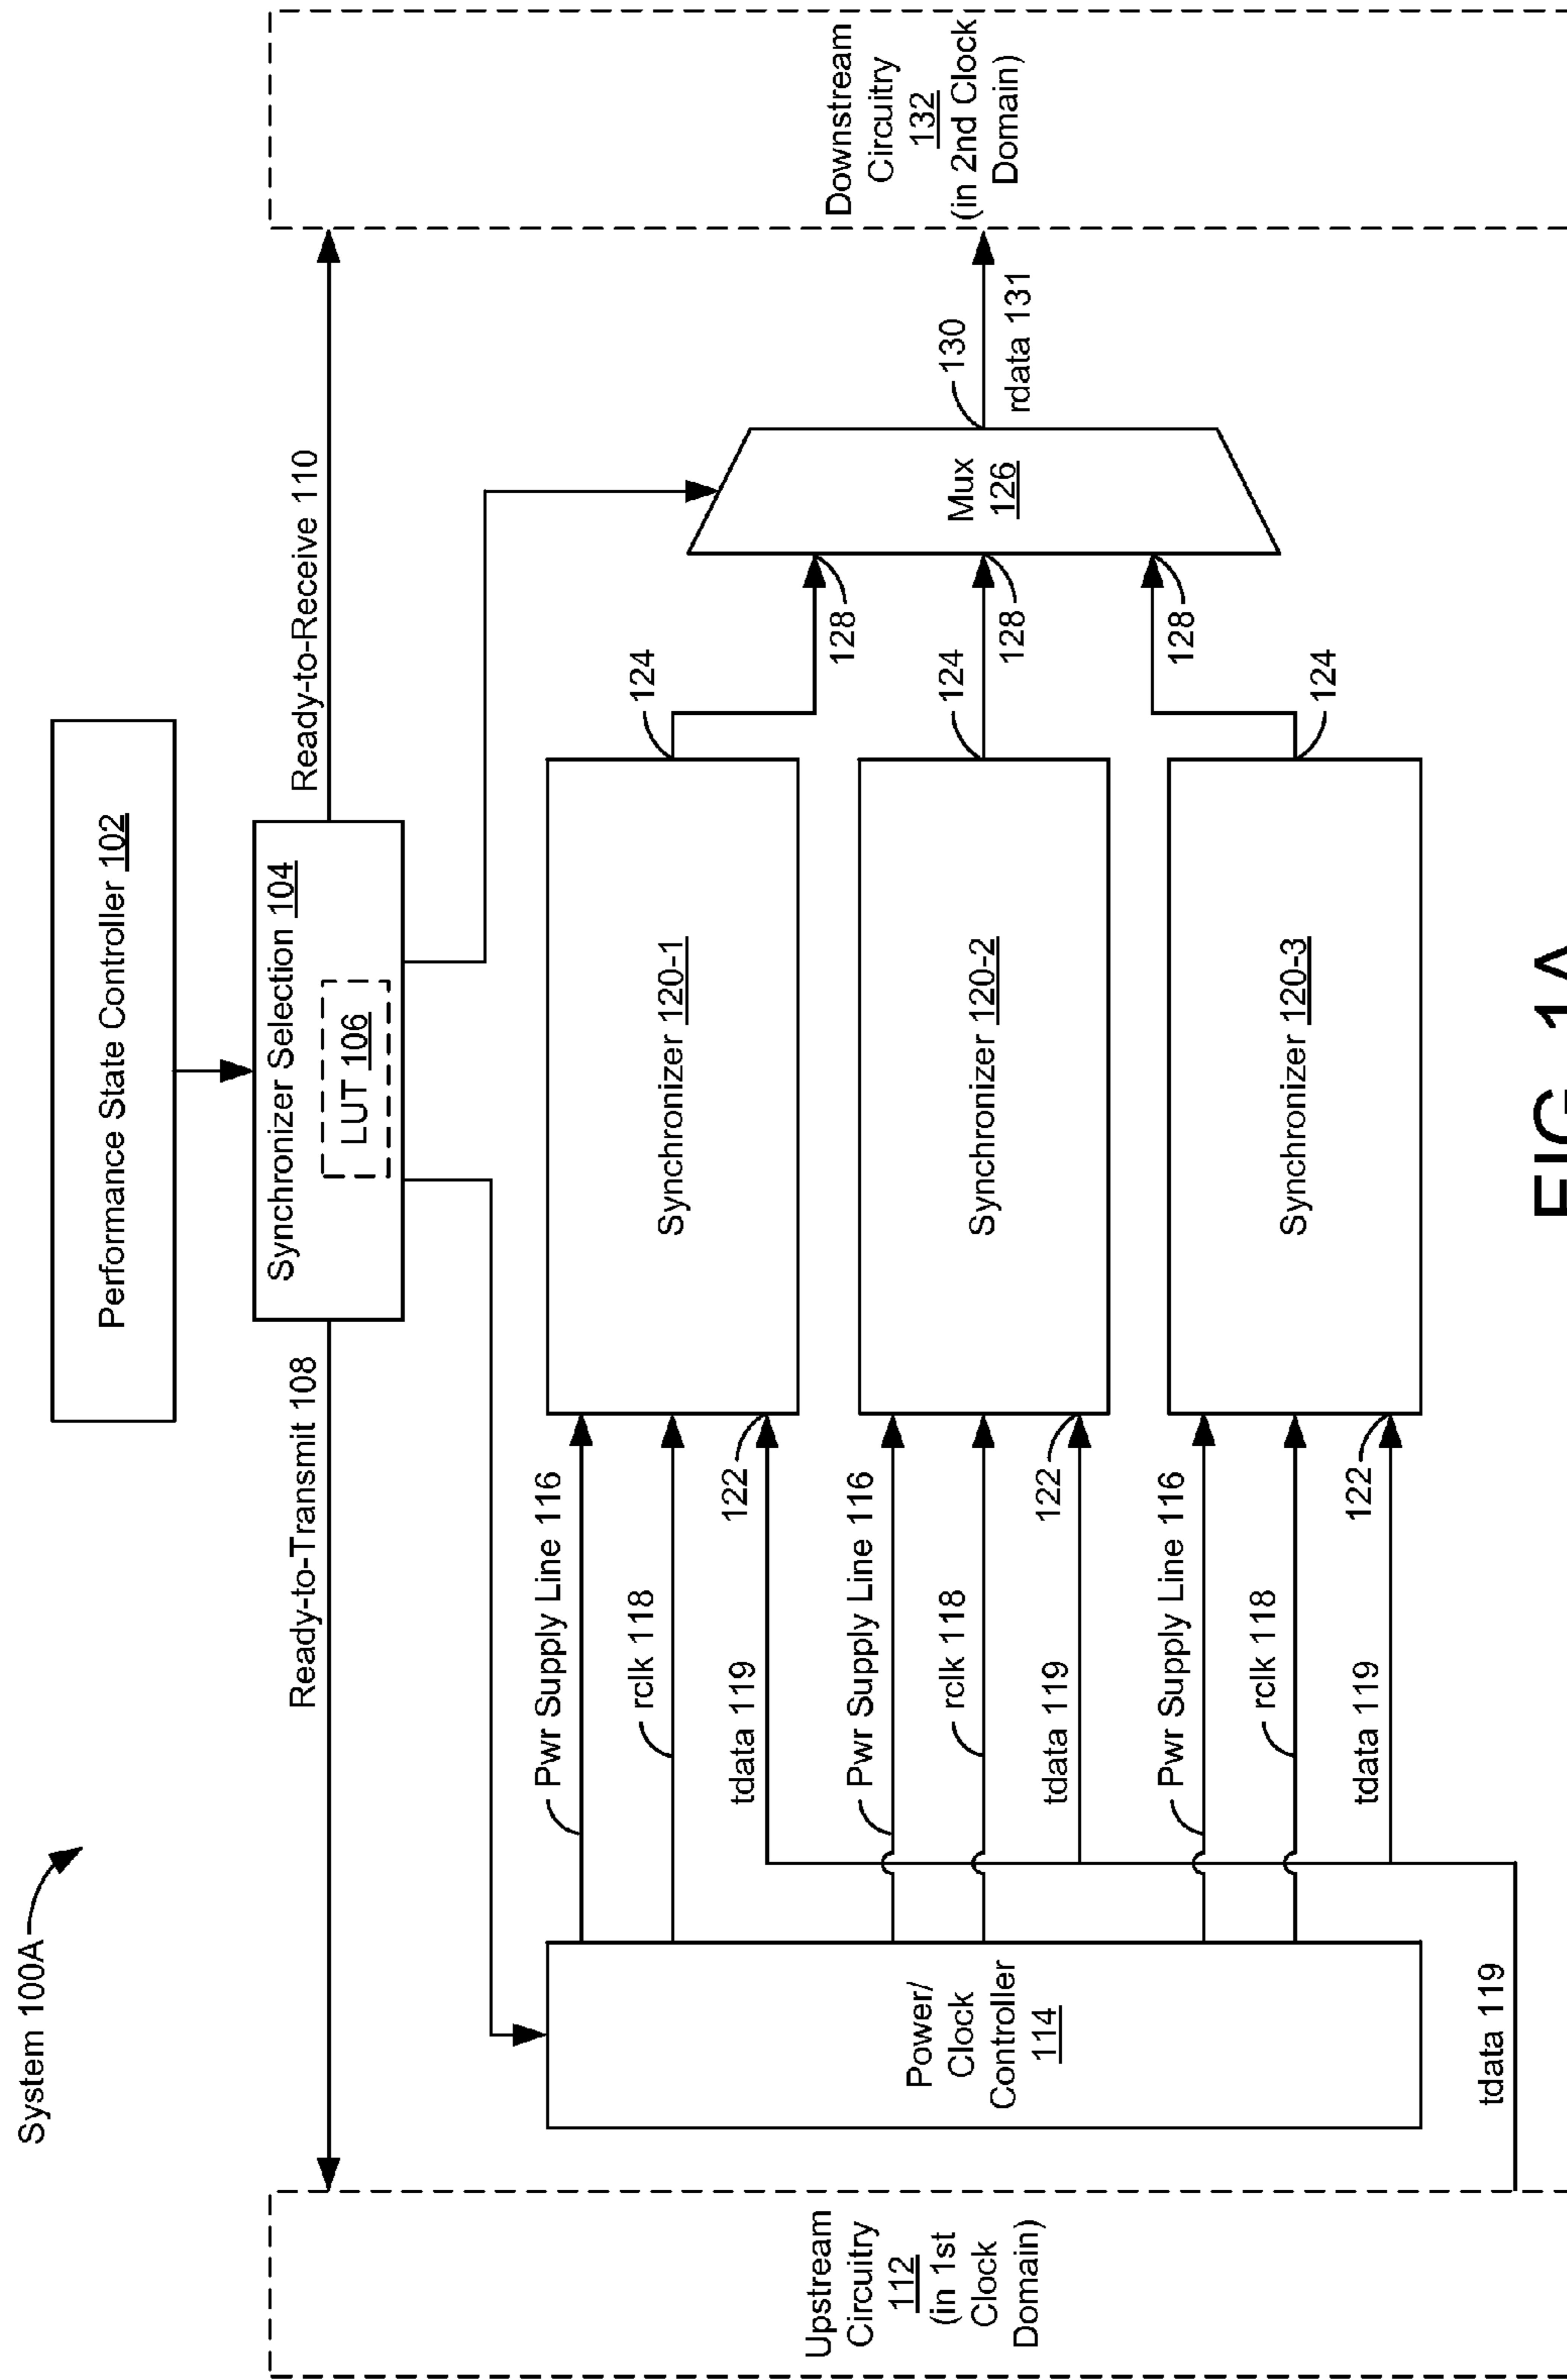 System 100A
Performance State Controller 102
Synchronizer Selection 104
LUT 106
Ready-to-Transmit 108
Ready-to-Receive 110
Upstream
Circuitry
112
(in 1st
Clock
Domain)
Power/
Clock
Controller
114
Pwr Supply Line 116
rclk 118
tdata 119
122
Synchronizer 120-1
124
128
Pwr Supply Line 116
rclk 118
tdata 119
122
Synchronizer 120-2
124
128
Pwr Supply Line 116
rclk 118
tdata 119
122
Synchronizer 120-3
124
128
tdata 119
Mux
126
130
rdata 131
Downstream
Circuitry
132
(in 2nd Clock
Domain)
FIG. 1A